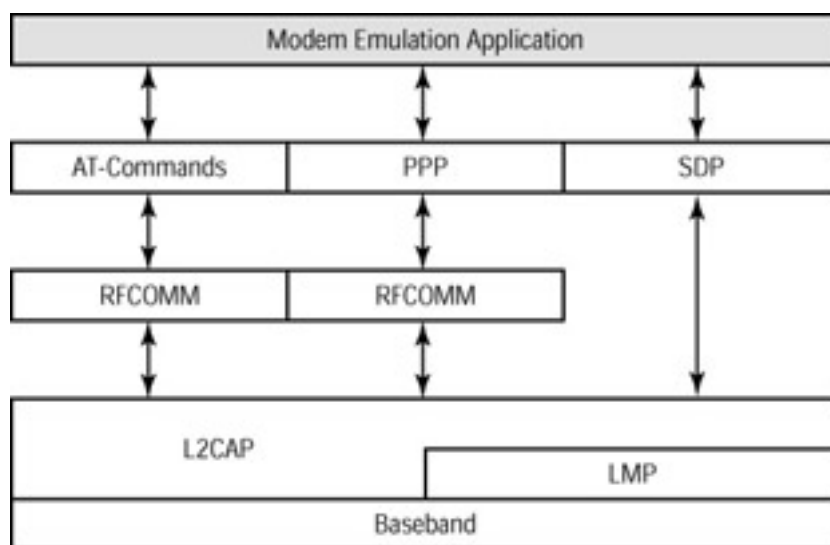 Modem Emulation Application
AT-Commands
PPP
SDP
RFCOMM
RFCOMM
L2CAP
LMP
Baseband